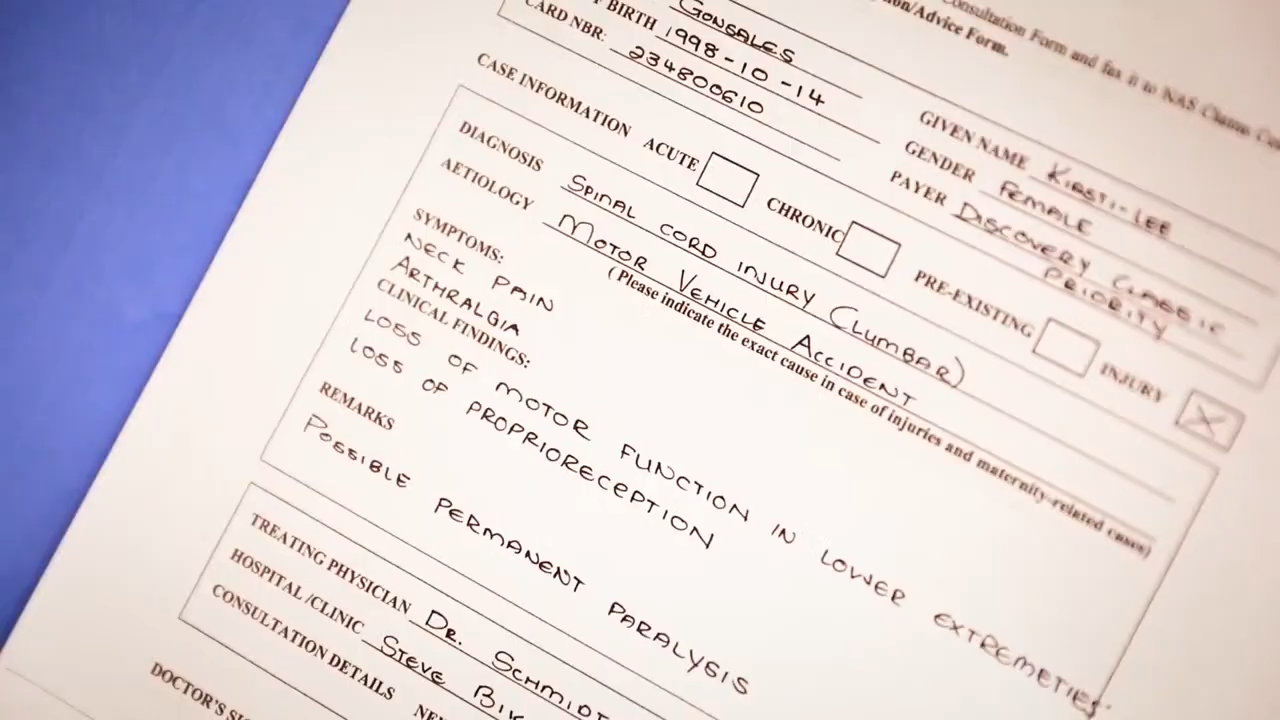 Consultation Form and fax it to NAS Claims
on/Advice Form.
GONSALES
BIRTH 1998-10-14
CARD NBR: 234800610
GIVEN NAME KIRSTI-LEE
GENDER FEMALE
PAYER DISCOVERY CLASSIC
PRIORITY
CASE INFORMATION ACUTE CHRONIC PRE-EXISTING INJURY X
DIAGNOSIS SPINAL CORD INJURY (LUMBAR)
AETIOLOGY MOTOR VEHICLE ACCIDENT
(Please indicate the exact cause in case of injuries and maternity-related cases)
SYMPTOMS:
NECK PAIN
ARTHRALGIA
CLINICAL FINDINGS:
LOSS OF MOTOR FUNCTION IN LOWER EXTREMETIES
LOSS OF PROPRIORECEPTION
REMARKS
POSSIBLE PERMANENT PARALYSIS
TREATING PHYSICIAN DR. SCHMIDT
HOSPITAL /CLINIC STEVE BIK
CONSULTATION DETAILS
DOCTOR'S